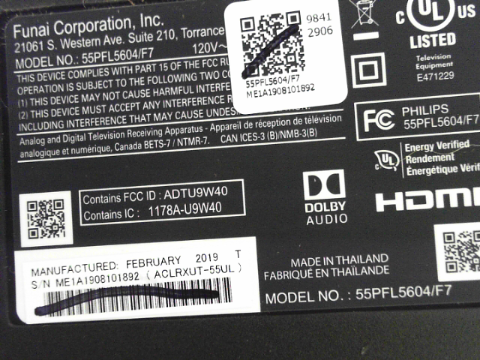 Funai Corporation, Inc.
21061 S. Western Ave. Suite 210, Torrance
MODEL NO.: 55PFL5604/F7 120V~
THIS DEVICE COMPLIES WITH PART 15 OF THE FCC RU
OPERATION IS SUBJECT TO THE FOLLOWING TWO
(1) THIS DEVICE MAY NOT CAUSE HARMFUL
(2) THIS DEVICE MUST ACCEPT ANY INTERFERENCE
INCLUDING INTERFERENCE
Analog and Digital Television Receiving Apparatus - Appareil de réception de télévision
analogique et numérique, Canada BETS-7 / NTMR-7. CAN ICES-3 (B)/NMB-3(B)
9841
2906
55PFL5604/F7
ME1A1908101892
UL
LISTED
Television
Equipment
E471229
FC PHILIPS
55PFL5604/F7
UL Energy Verified
Rendement
Énergétique Vérifié
Contains FCC ID : ADTU9W40
Contains IC : 1178A-U9W40
DOLBY
AUDIO
HDMI
MANUFACTURED: FEBRUARY 2019 T
S/N ME1A1908101892 (ACLRXUT-55UL)
MADE IN THAILAND
FABRIQUÉ EN THAÏLANDE
MODEL NO. : 55PFL5604/F7